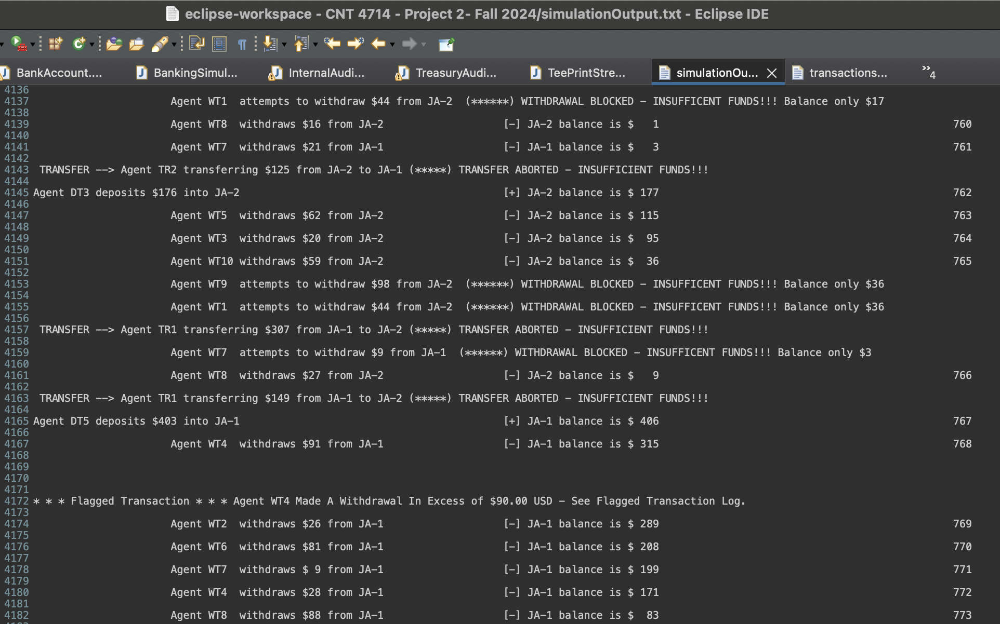 eclipse-workspace - CNT 4714 - Project 2- Fall 2024/simulationOutput.txt - Eclipse IDE
BankAccount.... BankingSimul... InternalAudi... TreasuryAudi... TeePrintStre... simulationOu... transactions... »4
4136
4137 Agent WT1 attempts to withdraw $44 from JA-2 (******) WITHDRAWAL BLOCKED - INSUFFICENT FUNDS!!! Balance only $17
4138
4139 Agent WT8 withdraws $16 from JA-2 [-] JA-2 balance is $ 1 760
4140
4141 Agent WT7 withdraws $21 from JA-1 [-] JA-1 balance is $ 3 761
4142
4143 TRANSFER --> Agent TR2 transferring $125 from JA-2 to JA-1 (*****) TRANSFER ABORTED - INSUFFICIENT FUNDS!!!
4144
4145 Agent DT3 deposits $176 into JA-2 [+] JA-2 balance is $ 177 762
4146
4147 Agent WT5 withdraws $62 from JA-2 [-] JA-2 balance is $ 115 763
4148
4149 Agent WT3 withdraws $20 from JA-2 [-] JA-2 balance is $ 95 764
4150
4151 Agent WT10 withdraws $59 from JA-2 [-] JA-2 balance is $ 36 765
4152
4153 Agent WT9 attempts to withdraw $98 from JA-2 (******) WITHDRAWAL BLOCKED - INSUFFICENT FUNDS!!! Balance only $36
4154
4155 Agent WT1 attempts to withdraw $44 from JA-2 (******) WITHDRAWAL BLOCKED - INSUFFICENT FUNDS!!! Balance only $36
4156
4157 TRANSFER --> Agent TR1 transferring $307 from JA-1 to JA-2 (*****) TRANSFER ABORTED - INSUFFICIENT FUNDS!!!
4158
4159 Agent WT7 attempts to withdraw $9 from JA-1 (******) WITHDRAWAL BLOCKED - INSUFFICENT FUNDS!!! Balance only $3
4160
4161 Agent WT8 withdraws $27 from JA-2 [-] JA-2 balance is $ 9 766
4162
4163 TRANSFER --> Agent TR1 transferring $149 from JA-1 to JA-2 (*****) TRANSFER ABORTED - INSUFFICIENT FUNDS!!!
4164
4165 Agent DT5 deposits $403 into JA-1 [+] JA-1 balance is $ 406 767
4166
4167 Agent WT4 withdraws $91 from JA-1 [-] JA-1 balance is $ 315 768
4168
4169
4170
4171
4172 * * * Flagged Transaction * * * Agent WT4 Made A Withdrawal In Excess of $90.00 USD - See Flagged Transaction Log.
4173
4174 Agent WT2 withdraws $26 from JA-1 [-] JA-1 balance is $ 289 769
4175
4176 Agent WT6 withdraws $81 from JA-1 [-] JA-1 balance is $ 208 770
4177
4178 Agent WT7 withdraws $ 9 from JA-1 [-] JA-1 balance is $ 199 771
4179
4180 Agent WT4 withdraws $28 from JA-1 [-] JA-1 balance is $ 171 772
4181
4182 Agent WT8 withdraws $88 from JA-1 [-] JA-1 balance is $ 83 773